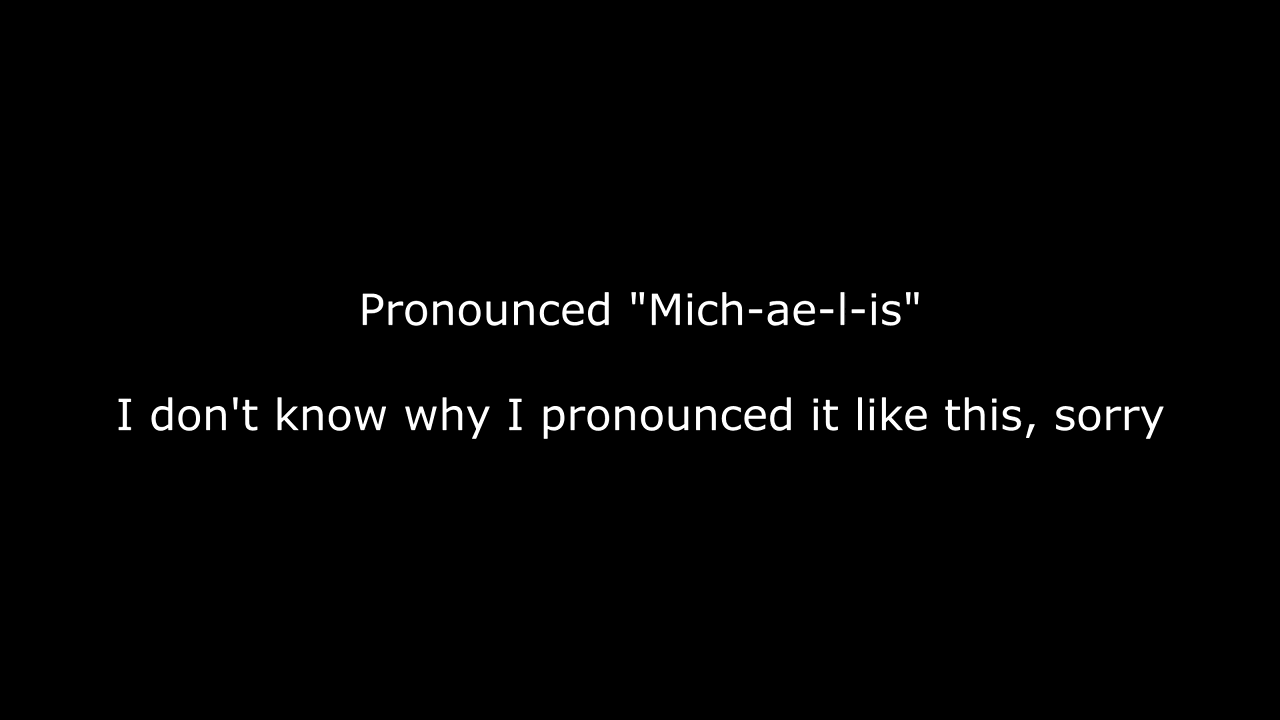 Pronounced "Mich-ae-l-is"
I don't know why I pronounced it like this, sorry